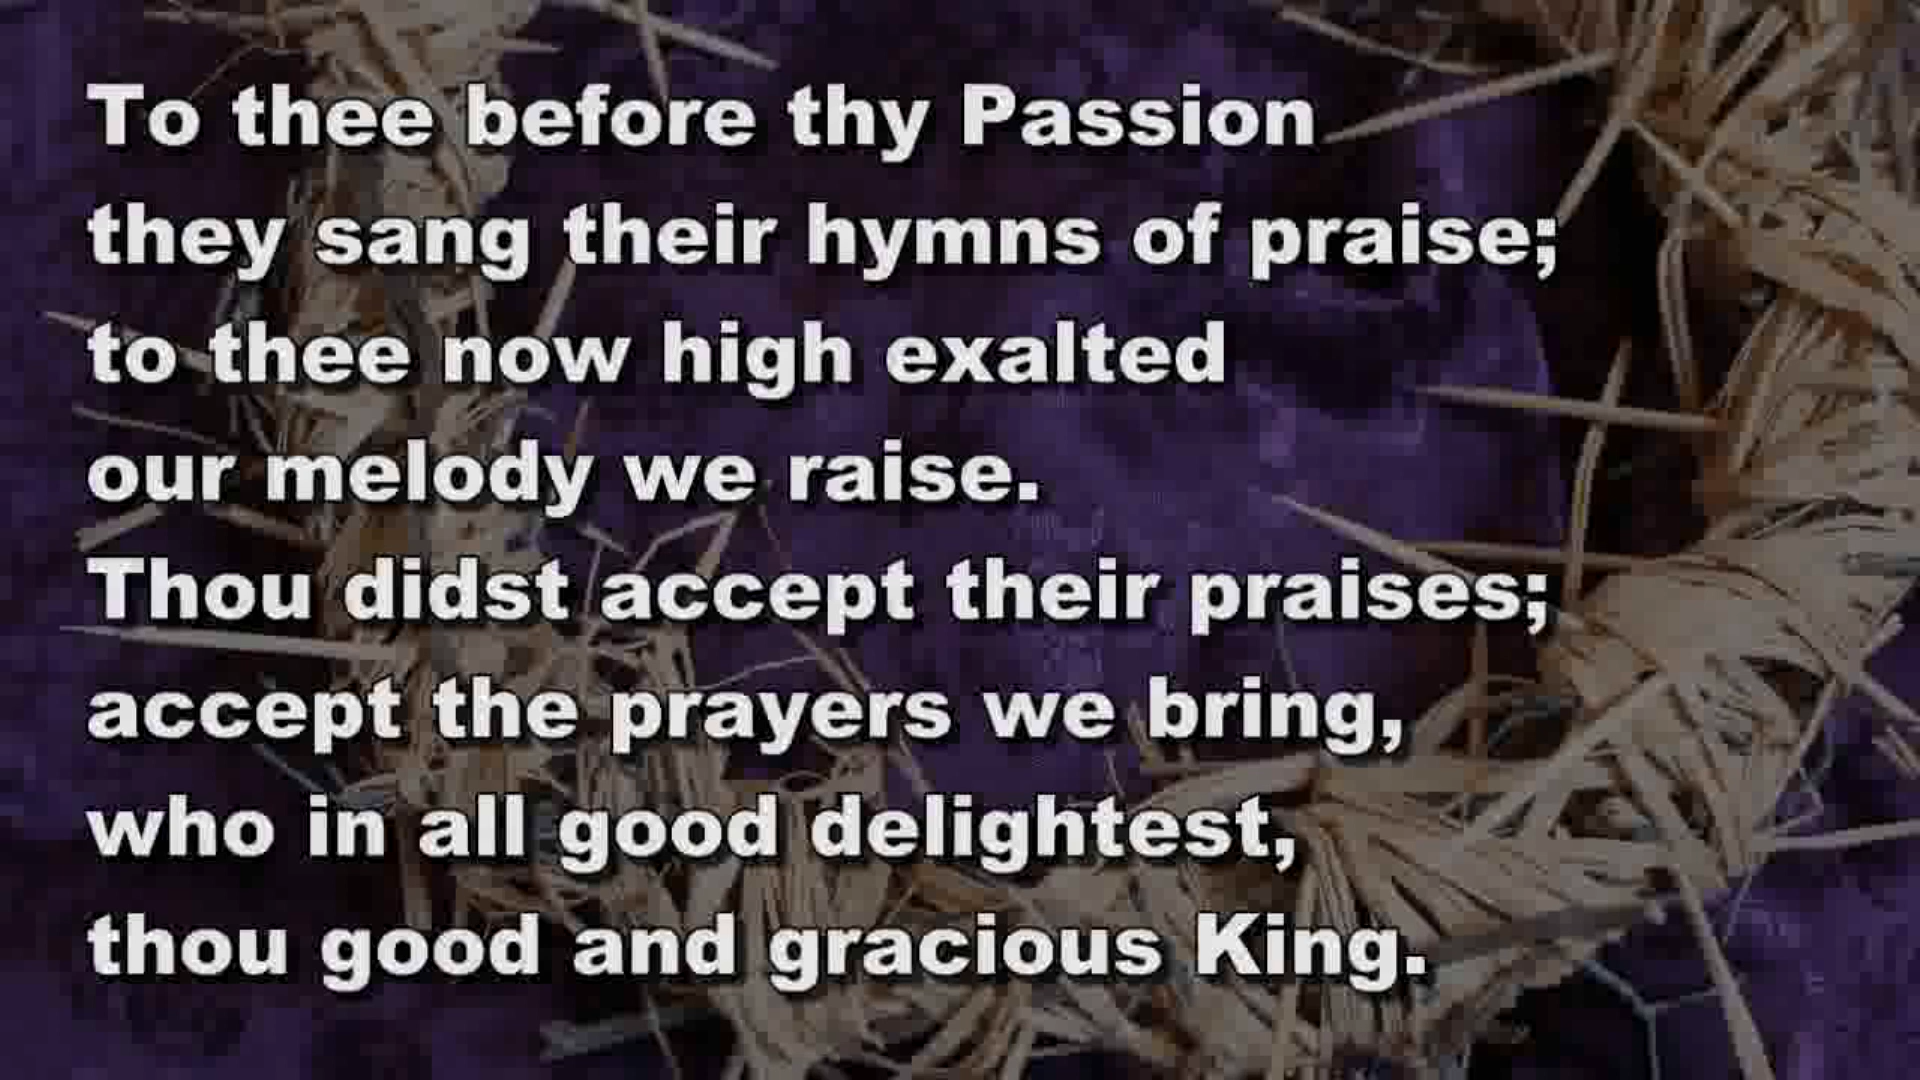 To thee before thy Passion
they sang their hymns of praise;
to thee now high exalted
our melody we raise.
Thou didst accept their praises;
accept the prayers we bring,
who in all good delightest,
thou good and gracious King.